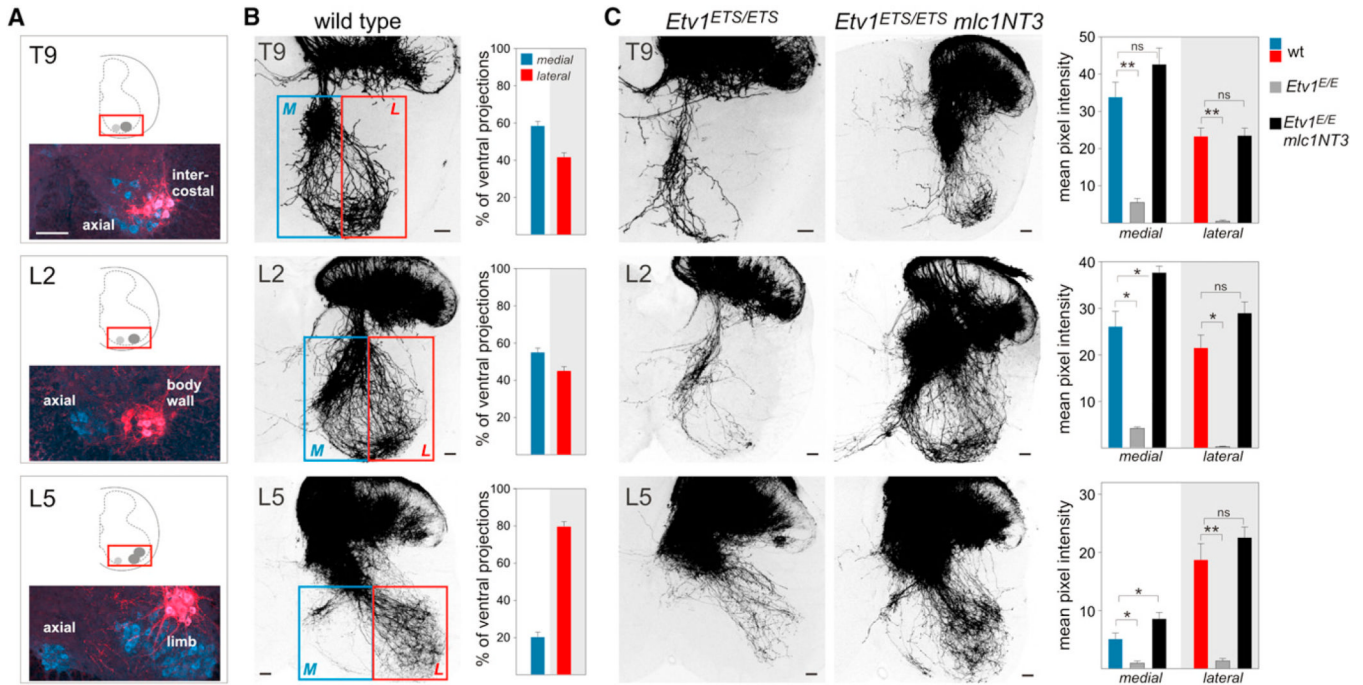 A
B
wild type
C
Etv1ETS/ETS
Etv1ETS/ETS mlc1NT3
T9
inter-
costal
axial
T9
M
L
% of ventral projections
100
80
60
40
20
medial
lateral
T9
mean pixel intensity
50
40
30
20
10
**
ns
**
ns
medial
lateral
wt
Etv1E/E
Etv1E/E
mlc1NT3
L2
axial
body
wall
L2
M
L
% of ventral projections
100
80
60
40
20
L2
mean pixel intensity
40
30
20
10
*
*
*
ns
medial
lateral
L5
axial
limb
L5
M
L
% of ventral projections
100
80
60
40
20
L5
mean pixel intensity
30
20
10
*
*
**
ns
medial
lateral